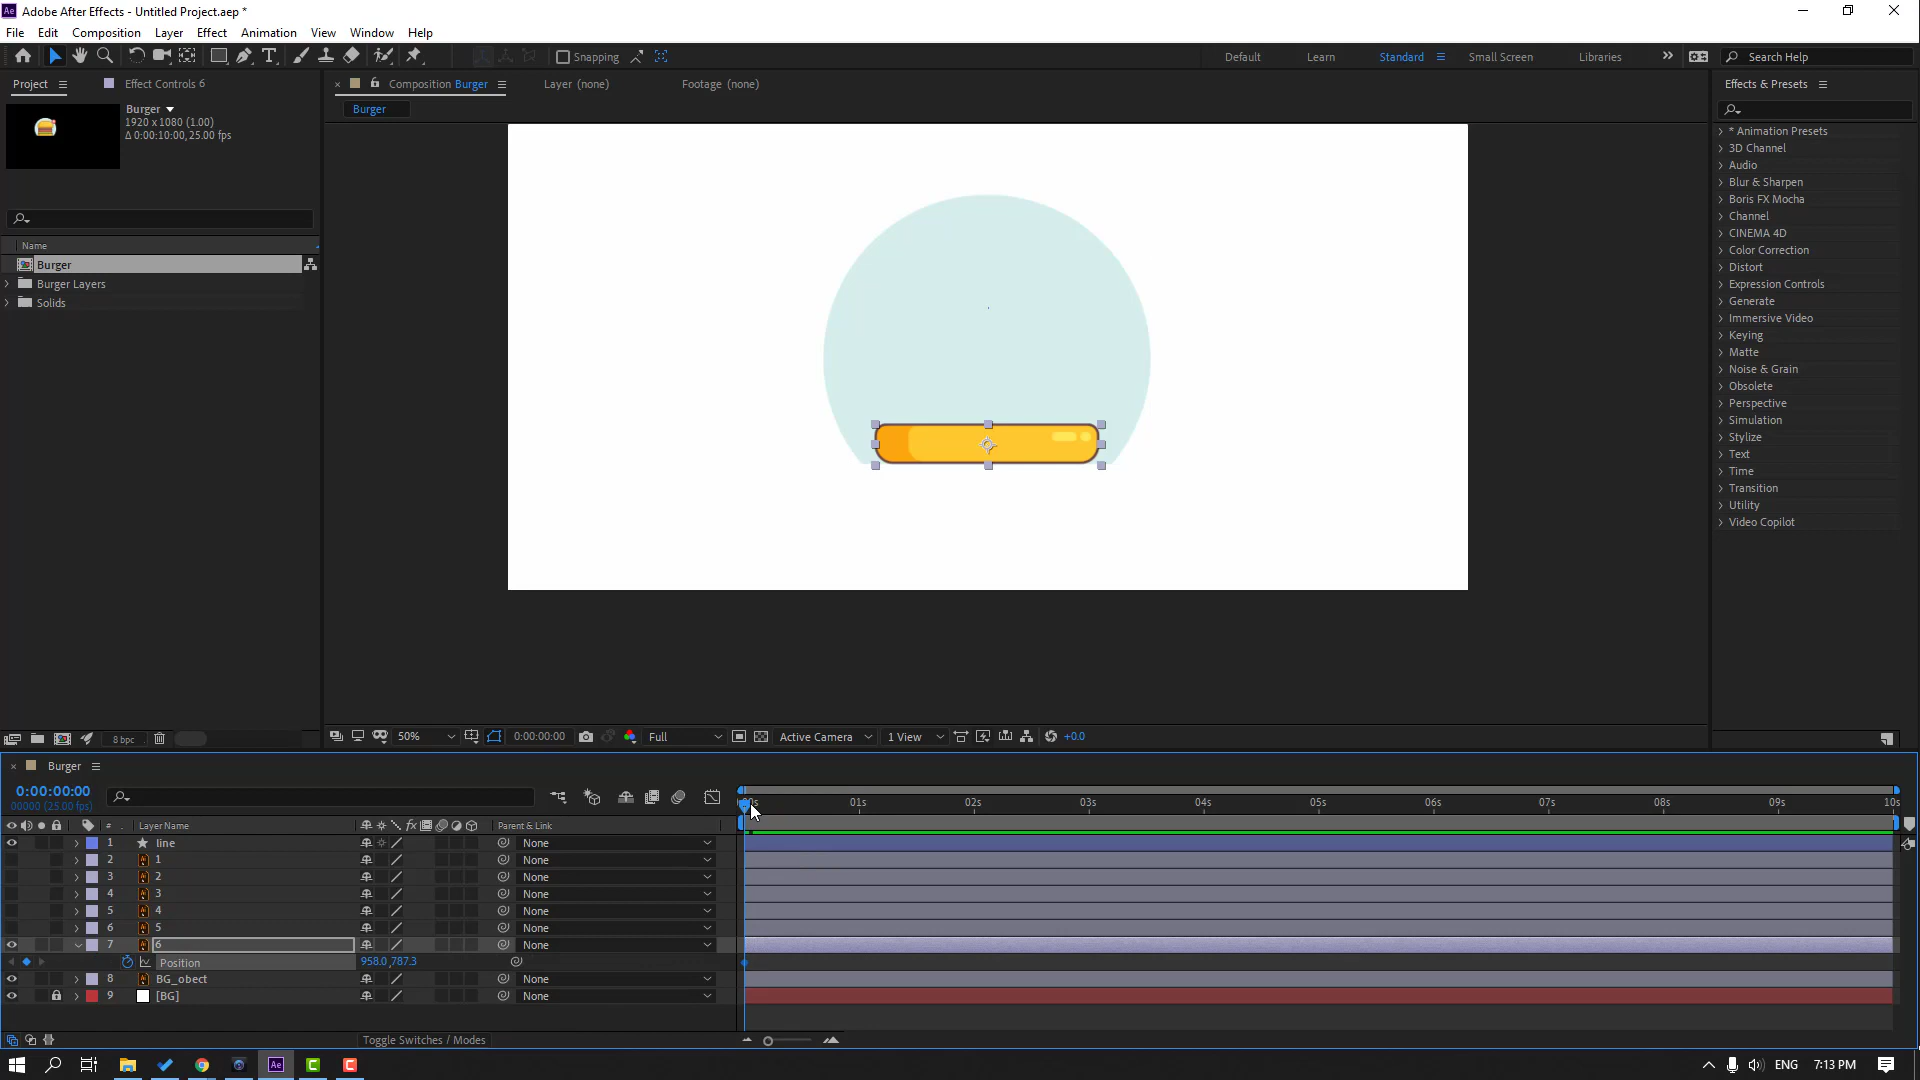 Adobe After Effects - Untitled Project.aep *
File Edit Composition Layer Effect Animation View Window Help
Snapping Default Learn Standard Small Screen Libraries Search Help
Project Effect Controls 6 Composition Burger Layer (none) Footage (none) Effects & Presets
Burger
1920 x 1080 (1.00)
Δ 0:00:10:00, 25.00 fps
Burger
* Animation Presets
3D Channel
Audio
Blur & Sharpen
Boris FX Mocha
Channel
CINEMA 4D
Color Correction
Distort
Expression Controls
Generate
Immersive Video
Keying
Matte
Noise & Grain
Obsolete
Perspective
Simulation
Stylize
Text
Time
Transition
Utility
Video Copilot
Name
Burger
Burger Layers
Solids
8 bpc 50% 0:00:00:00 Full Active Camera 1 View +0.0
Burger
0:00:00:00
00000 (25.00 fps)
01s 02s 03s 04s 05s 06s 07s 08s 09s 10s
# Layer Name fx Parent & Link
1 line None
2 1 None
3 2 None
4 3 None
5 4 None
6 5 None
7 6 None
Position 958.0,787.3
8 BG_obect None
9 [BG] None
Toggle Switches / Modes
Ae ENG 7:13 PM